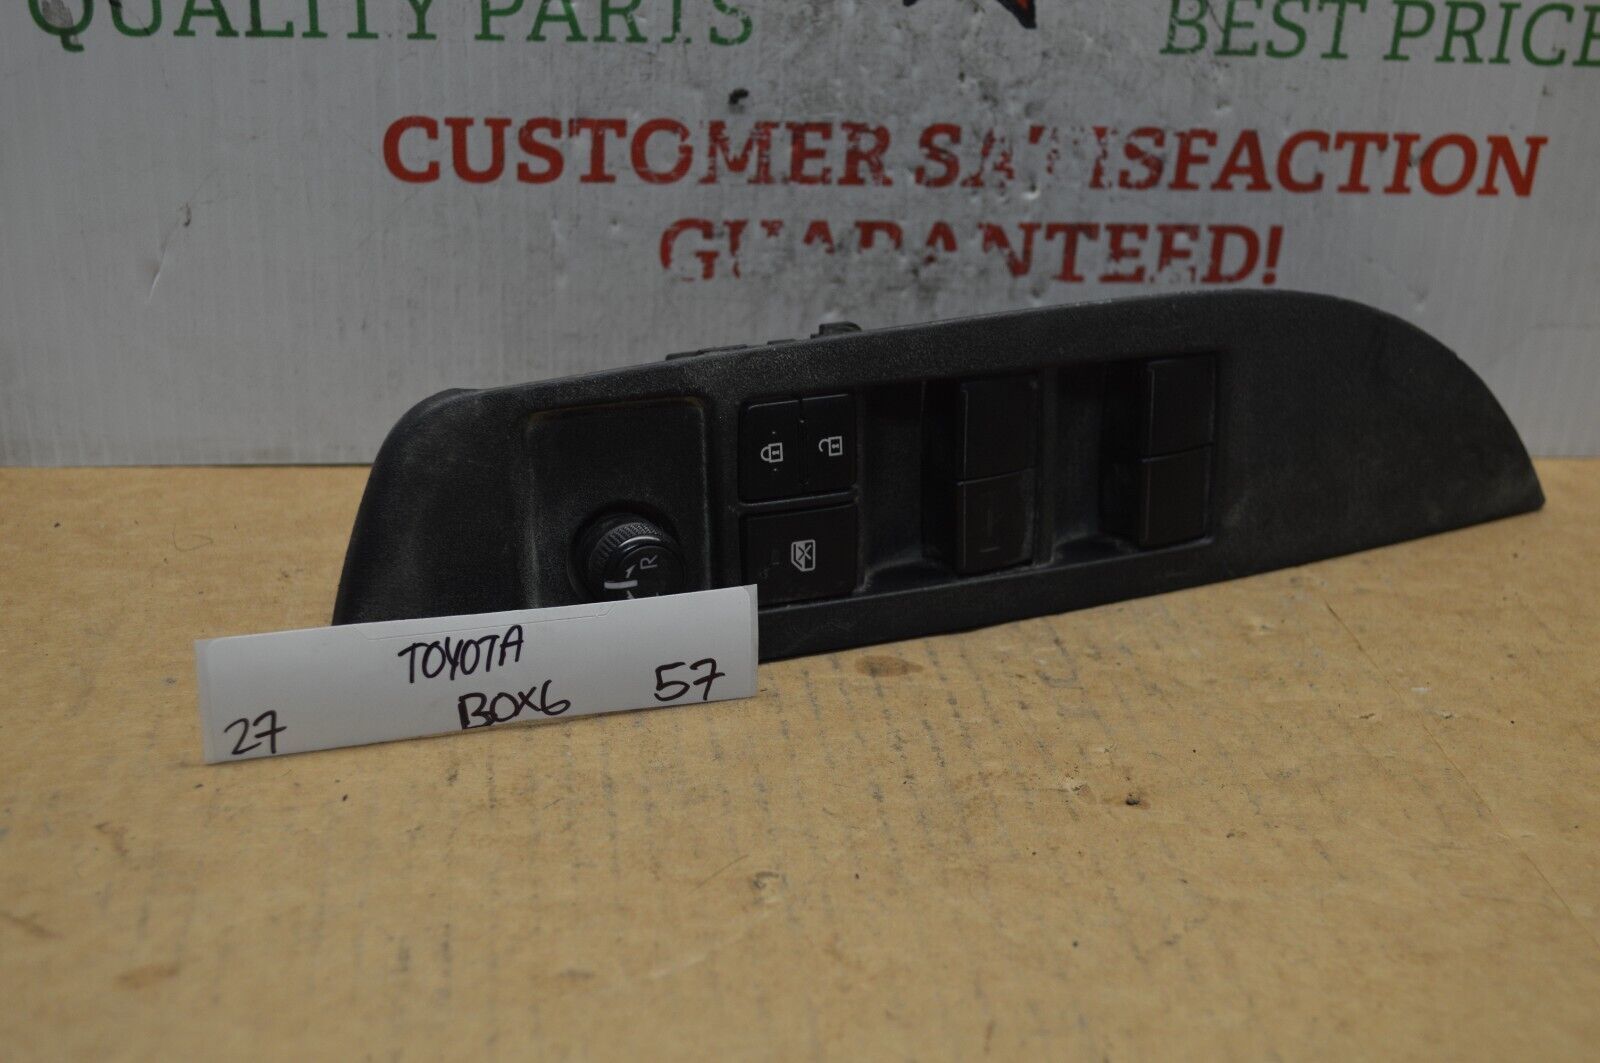 QUALITY PARTS BEST PRICE
CUSTOMER SATISFACTION
GUARANTEED!
R
TOYOTA
27 BOX6 57